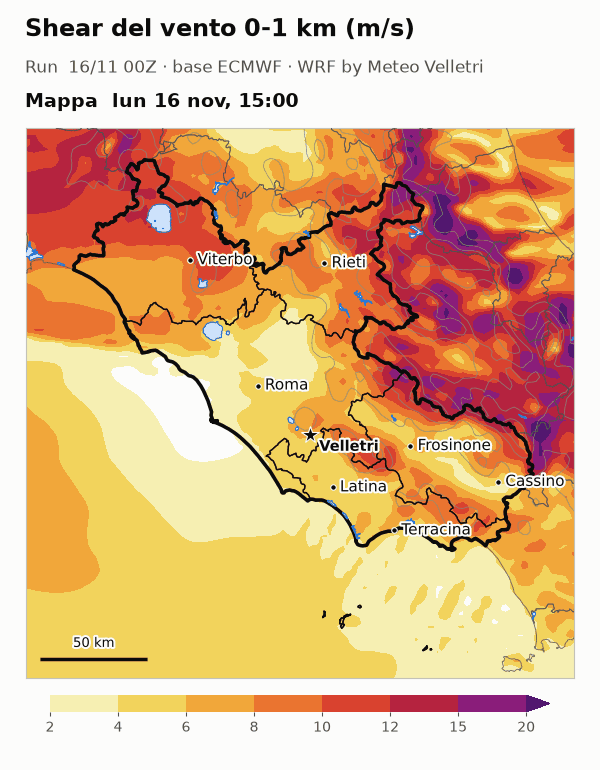 Shear del vento 0-1 km (m/s)
Run  16/11 00Z · base ECMWF · WRF by Meteo Velletri
Mappa  lun 16 nov, 15:00
Viterbo
Rieti
Roma
Velletri
Frosinone
Cassino
Latina
Terracina
50 km
2 4 6 8 10 12 15 20